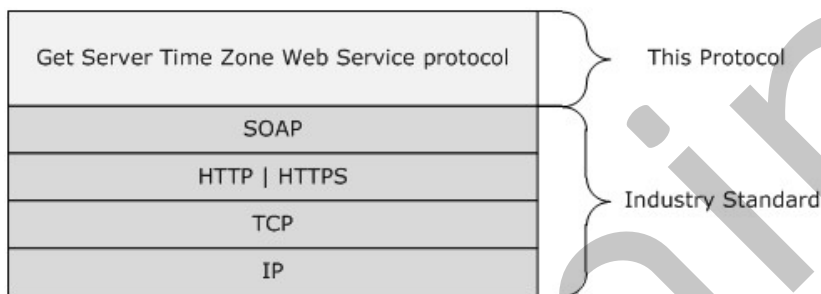 Get Server Time Zone Web Service protocol
This Protocol
SOAP
HTTP | HTTPS
Industry Standard
TCP
IP